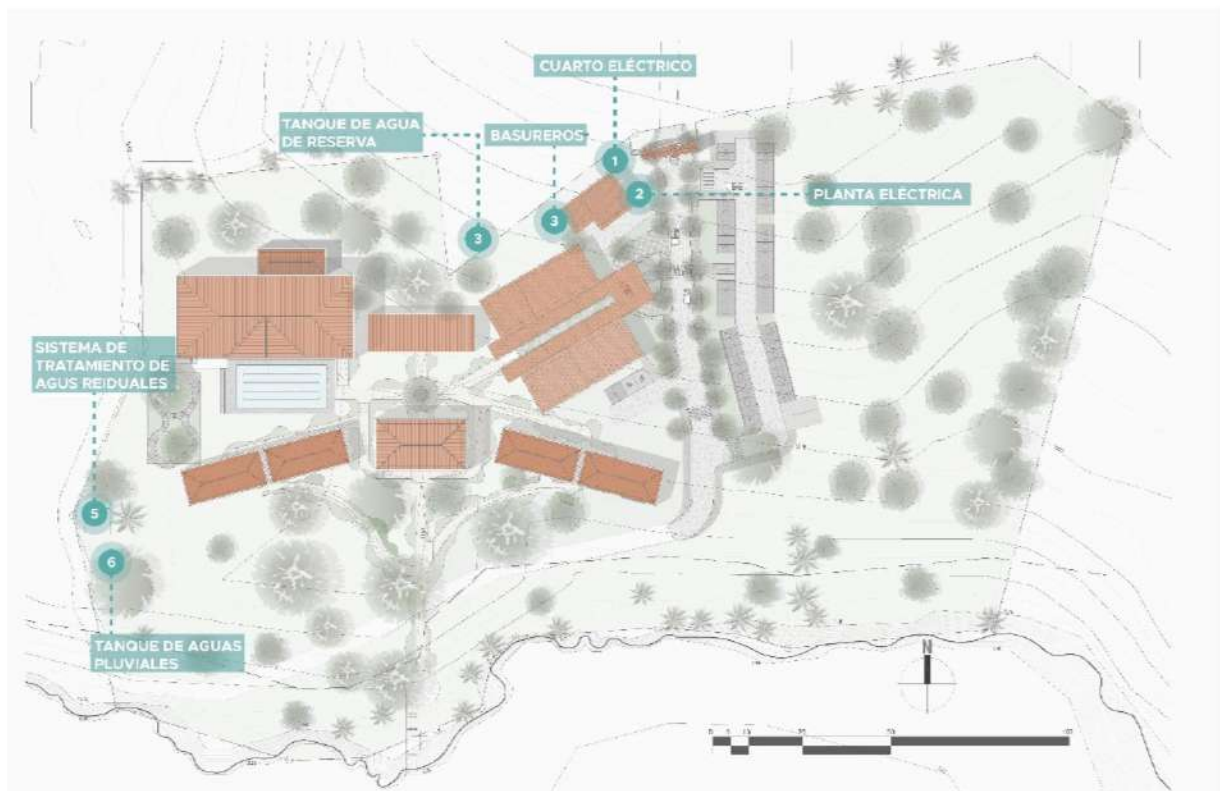 CUARTO ELÉCTRICO
TANQUE DE AGUA
DE RESERVA
BASUREROS
1
2
PLANTA ELÉCTRICA
3
3
SISTEMA DE
TRATAMIENTO DE
AGUS REIDUALES
5
6
TANQUE DE AGUAS
PLUVIALES
N